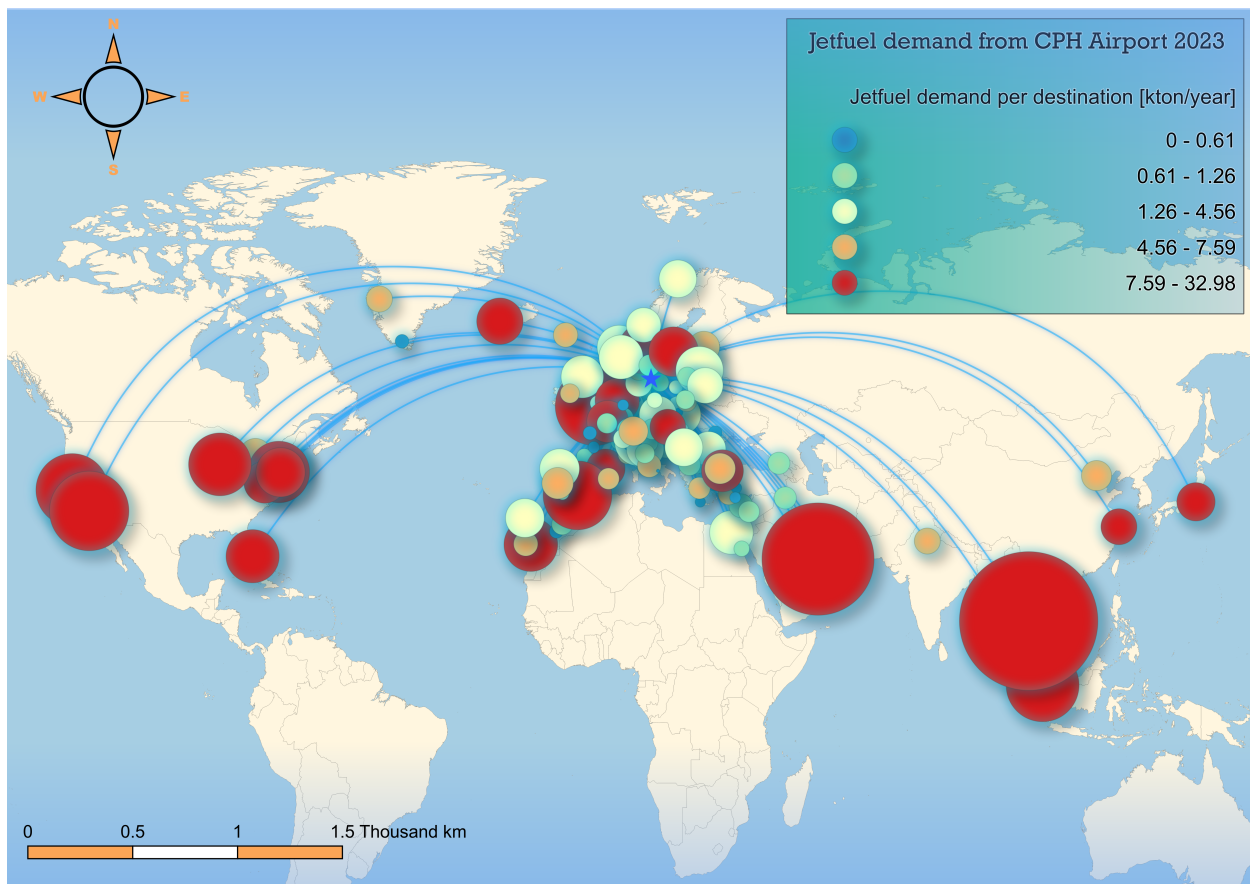 N
W E
S
Jetfuel demand from CPH Airport 2023
Jetfuel demand per destination [kton/year]
0 - 0.61
0.61 - 1.26
1.26 - 4.56
4.56 - 7.59
7.59 - 32.98
0 0.5 1 1.5 Thousand km